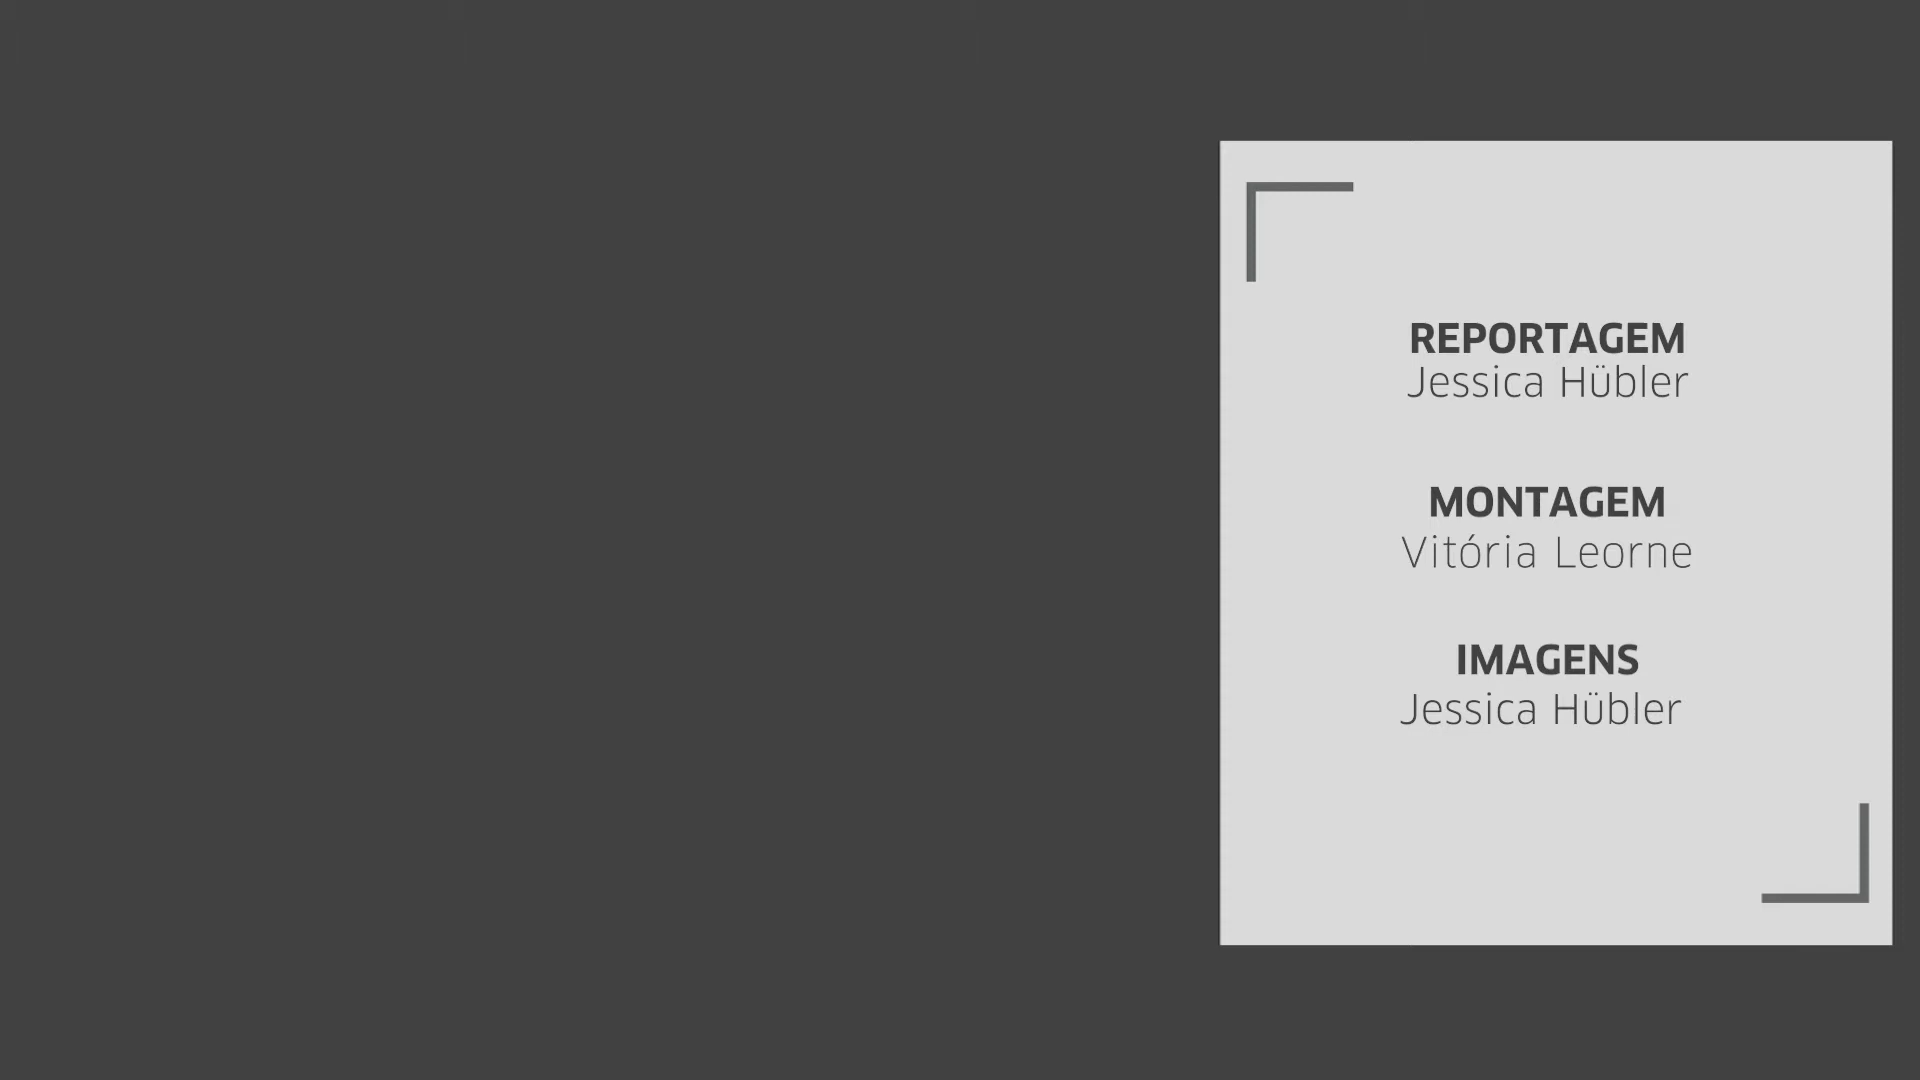 REPORTAGEM
Jessica Hübler
MONTAGEM
Vitória Leorne
IMAGENS
Jessica Hübler